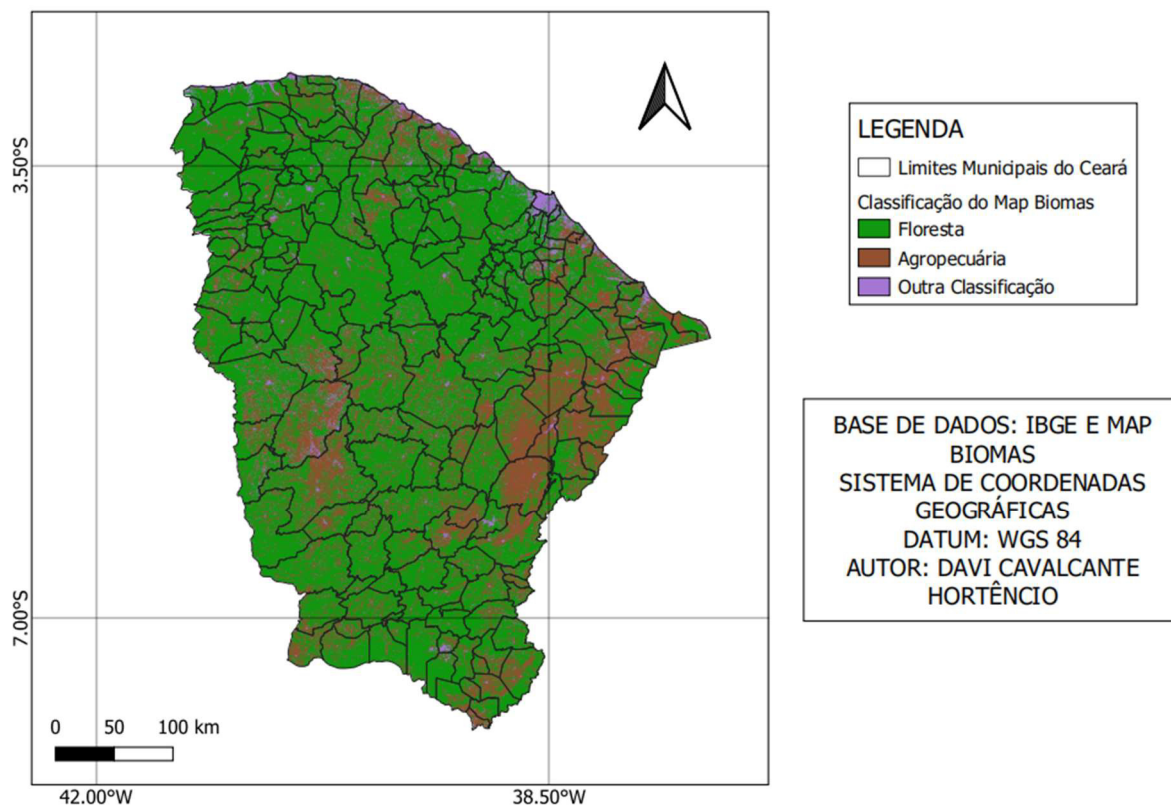 3.50°S
7.00°S
0 50 100 km
42.00°W 38.50°W
LEGENDA
Limites Municipais do Ceará
Classificação do Map Biomas
Floresta
Agropecuária
Outra Classificação
BASE DE DADOS: IBGE E MAP
BIOMAS
SISTEMA DE COORDENADAS
GEOGRÁFICAS
DATUM: WGS 84
AUTOR: DAVI CAVALCANTE
HORTÊNCIO